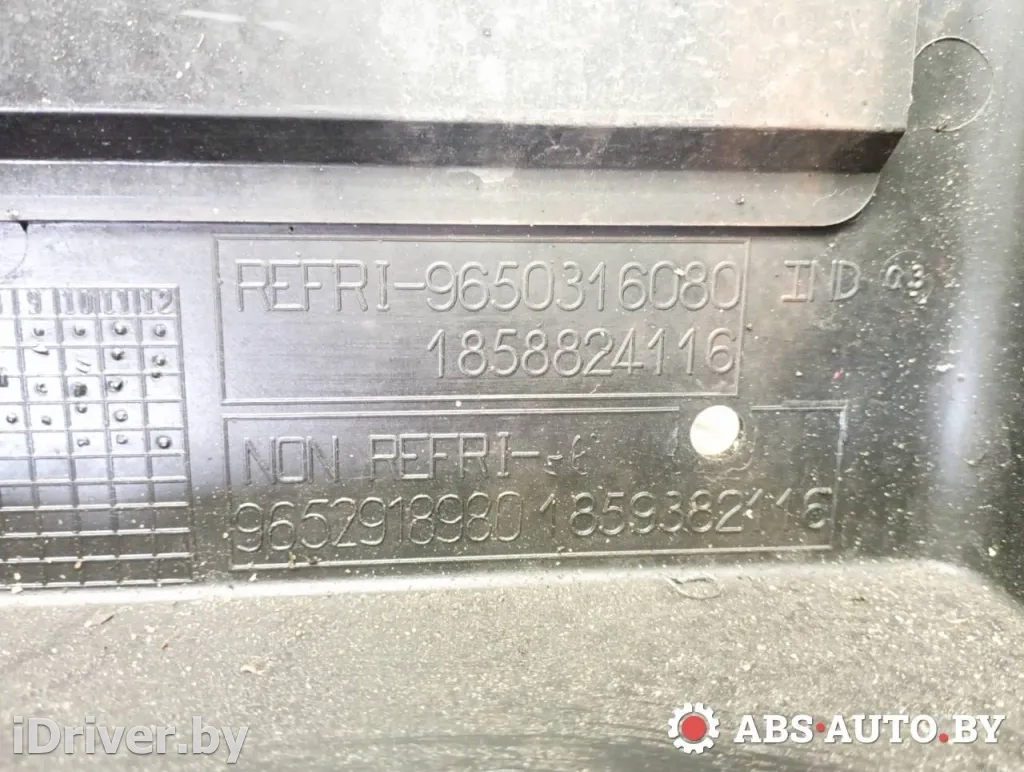 REFRI-9650316080 IND 03
1858824116
9 10 11 12
NON REFRI-
9652918980 1859382116
iDriver.by
ABS-AUTO.BY